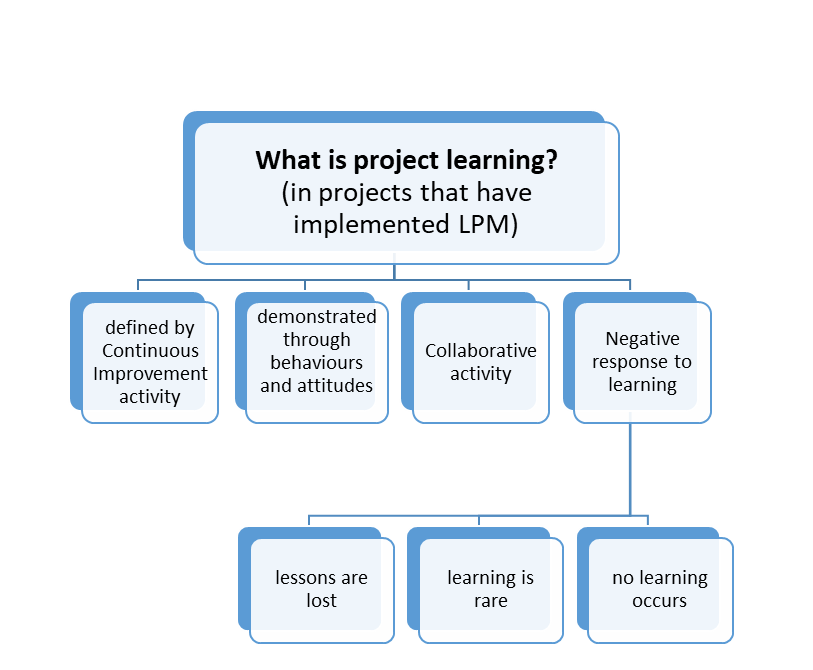 What is project learning?
(in projects that have
implemented LPM)
defined by
Continuous
Improvement
activity
demonstrated
through
behaviours
and attitudes
Collaborative
activity
Negative
response to
learning
lessons are
lost
learning is
rare
no learning
occurs